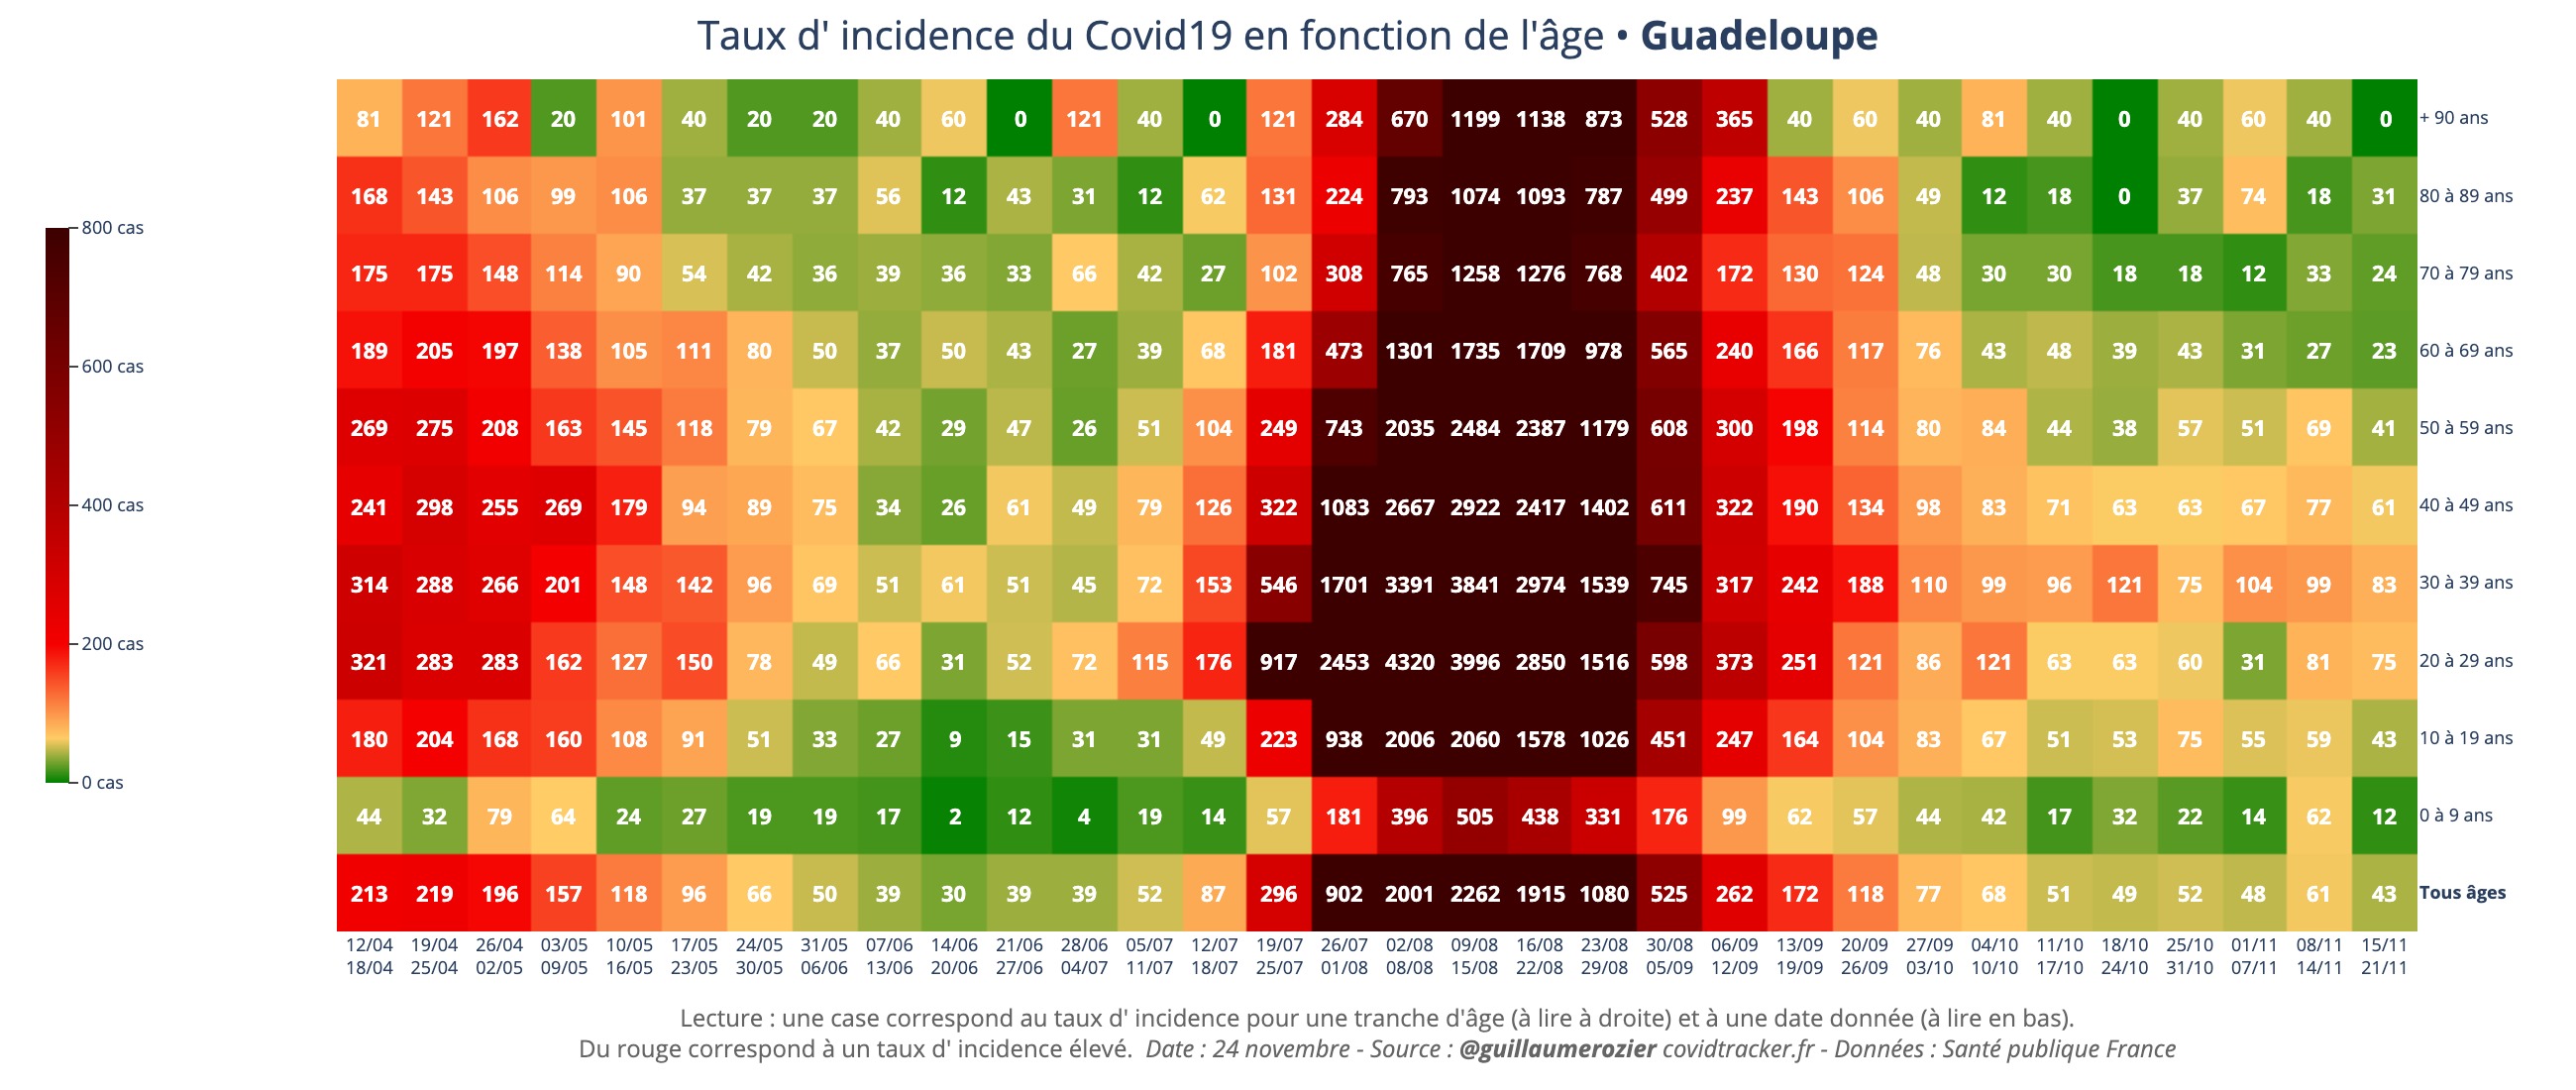 Taux d' incidence du Covid19 en fonction de l'âge • Guadeloupe
800 cas
600 cas
400 cas
200 cas
0 cas
81 121 162 20 101 40 20 20 40 60 0 121 40 0 121 284 670 1199 1138 873 528 365 40 60 40 81 40 0 40 60 40 0 + 90 ans
168 143 106 99 106 37 37 37 56 12 43 31 12 62 131 224 793 1074 1093 787 499 237 143 106 49 12 18 0 37 74 18 31 80 à 89 ans
175 175 148 114 90 54 42 36 39 36 33 66 42 27 102 308 765 1258 1276 768 402 172 130 124 48 30 30 18 18 12 33 24 70 à 79 ans
189 205 197 138 105 111 80 50 37 50 43 27 39 68 181 473 1301 1735 1709 978 565 240 166 117 76 43 48 39 43 31 27 23 60 à 69 ans
269 275 208 163 145 118 79 67 42 29 47 26 51 104 249 743 2035 2484 2387 1179 608 300 198 114 80 84 44 38 57 51 69 41 50 à 59 ans
241 298 255 269 179 94 89 75 34 26 61 49 79 126 322 1083 2667 2922 2417 1402 611 322 190 134 98 83 71 63 63 67 77 61 40 à 49 ans
314 288 266 201 148 142 96 69 51 61 51 45 72 153 546 1701 3391 3841 2974 1539 745 317 242 188 110 99 96 121 75 104 99 83 30 à 39 ans
321 283 283 162 127 150 78 49 66 31 52 72 115 176 917 2453 4320 3996 2850 1516 598 373 251 121 86 121 63 63 60 31 81 75 20 à 29 ans
180 204 168 160 108 91 51 33 27 9 15 31 31 49 223 938 2006 2060 1578 1026 451 247 164 104 83 67 51 53 75 55 59 43 10 à 19 ans
44 32 79 64 24 27 19 19 17 2 12 4 19 14 57 181 396 505 438 331 176 99 62 57 44 42 17 32 22 14 62 12 0 à 9 ans
213 219 196 157 118 96 66 50 39 30 39 39 52 87 296 902 2001 2262 1915 1080 525 262 172 118 77 68 51 49 52 48 61 43 Tous âges
12/04 19/04 26/04 03/05 10/05 17/05 24/05 31/05 07/06 14/06 21/06 28/06 05/07 12/07 19/07 26/07 02/08 09/08 16/08 23/08 30/08 06/09 13/09 20/09 27/09 04/10 11/10 18/10 25/10 01/11 08/11 15/11
18/04 25/04 02/05 09/05 16/05 23/05 30/05 06/06 13/06 20/06 27/06 04/07 11/07 18/07 25/07 01/08 08/08 15/08 22/08 29/08 05/09 12/09 19/09 26/09 03/10 10/10 17/10 24/10 31/10 07/11 14/11 21/11
Lecture : une case correspond au taux d' incidence pour une tranche d'âge (à lire à droite) et à une date donnée (à lire en bas).
Du rouge correspond à un taux d' incidence élevé. Date : 24 novembre - Source : @guillaumerozier covidtracker.fr - Données : Santé publique France